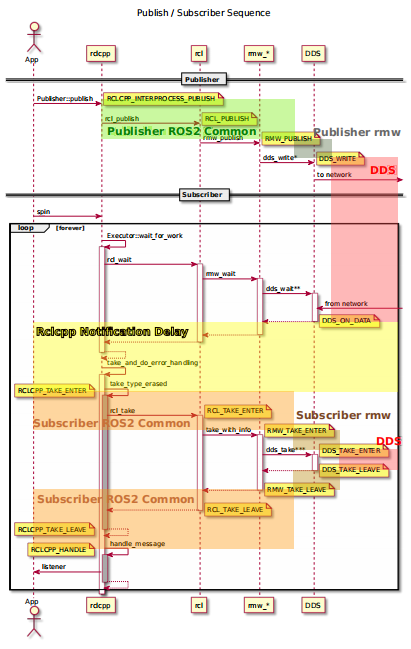 Publish / Subscriber Sequence
App
rclcpp
rcl
rmw_*
DDS
Publisher
Publisher::publish
RCLCPP_INTERPROCESS_PUBLISH
rcl_publish
RCL_PUBLISH
Publisher ROS2 Common
Publisher rmw
rmw_publish
RMW_PUBLISH
dds_write*
DDS_WRITE
DDS
to network
Subscriber
spin
loop
[forever]
Executor::wait_for_work
rcl_wait
rmw_wait
dds_wait**
from network
DDS_ON_DATA
Rclcpp Notification Delay
take_and_do_error_handling
take_type_erased
RCLCPP_TAKE_ENTER
rcl_take
RCL_TAKE_ENTER
Subscriber rmw
Subscriber ROS2 Common
take_with_info
RMW_TAKE_ENTER
DDS
dds_take***
DDS_TAKE_ENTER
DDS_TAKE_LEAVE
RMW_TAKE_LEAVE
Subscriber ROS2 Common
RCL_TAKE_LEAVE
RCLCPP_TAKE_LEAVE
handle_message
RCLCPP_HANDLE
listener
App
rclcpp
rcl
rmw_*
DDS